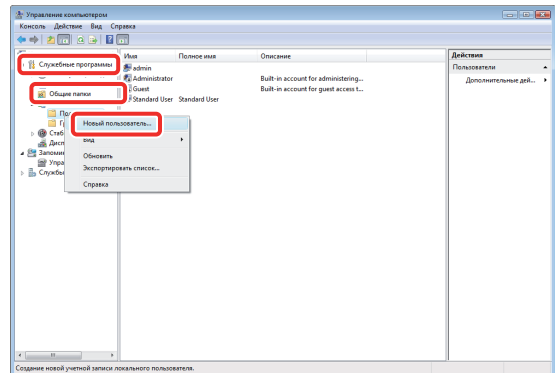 Управление компьютером
Консоль Действие Вид Справка
Служебные программы
Общие папки
Имя Полное имя Описание
admin
Administrator Built-in account for administering...
Guest Built-in account for guest access t...
Standard User Standard User
Новый пользователь...
Вид
Обновить
Экспортировать список...
Справка
Действия
Пользователи
Дополнительные дей...
Создание новой учетной записи локального пользователя.